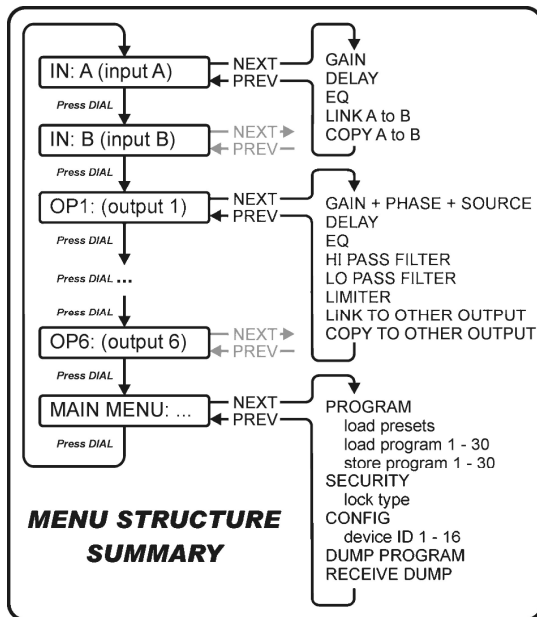 IN: A (input A)
NEXT
PREV
GAIN
DELAY
EQ
LINK A to B
COPY A to B
Press DIAL
IN: B (input B)
NEXT
PREV
Press DIAL
OP1: (output 1)
NEXT
PREV
GAIN + PHASE + SOURCE
DELAY
EQ
HI PASS FILTER
LO PASS FILTER
LIMITER
LINK TO OTHER OUTPUT
COPY TO OTHER OUTPUT
Press DIAL
Press DIAL ...
Press DIAL
OP6: (output 6)
NEXT
PREV
Press DIAL
MAIN MENU: ...
NEXT
PREV
PROGRAM
load presets
load program 1 - 30
store program 1 - 30
SECURITY
lock type
CONFIG
device ID 1 - 16
DUMP PROGRAM
RECEIVE DUMP
Press DIAL
MENU STRUCTURE
SUMMARY